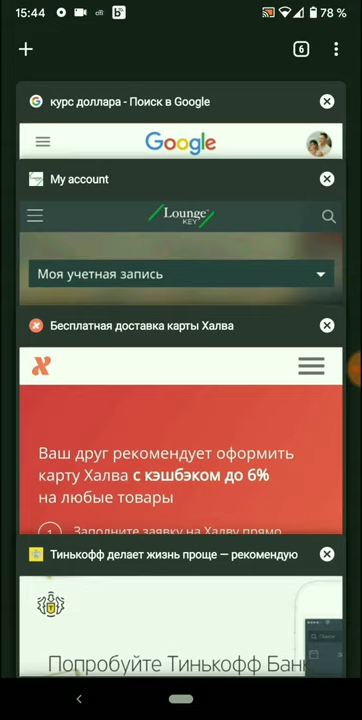 15:44
78 %
6
курс доллара - Поиск в Google
Google
My account
Lounge
KEY
Моя учетная запись
Бесплатная доставка карты Халва
Ваш друг рекомендует оформить
карту Халва с кэшбэком до 6%
на любые товары
1 Заполните заявку на Халву прямо
Тинькофф делает жизнь проще — рекомендую
Попробуйте Тинькофф Банк